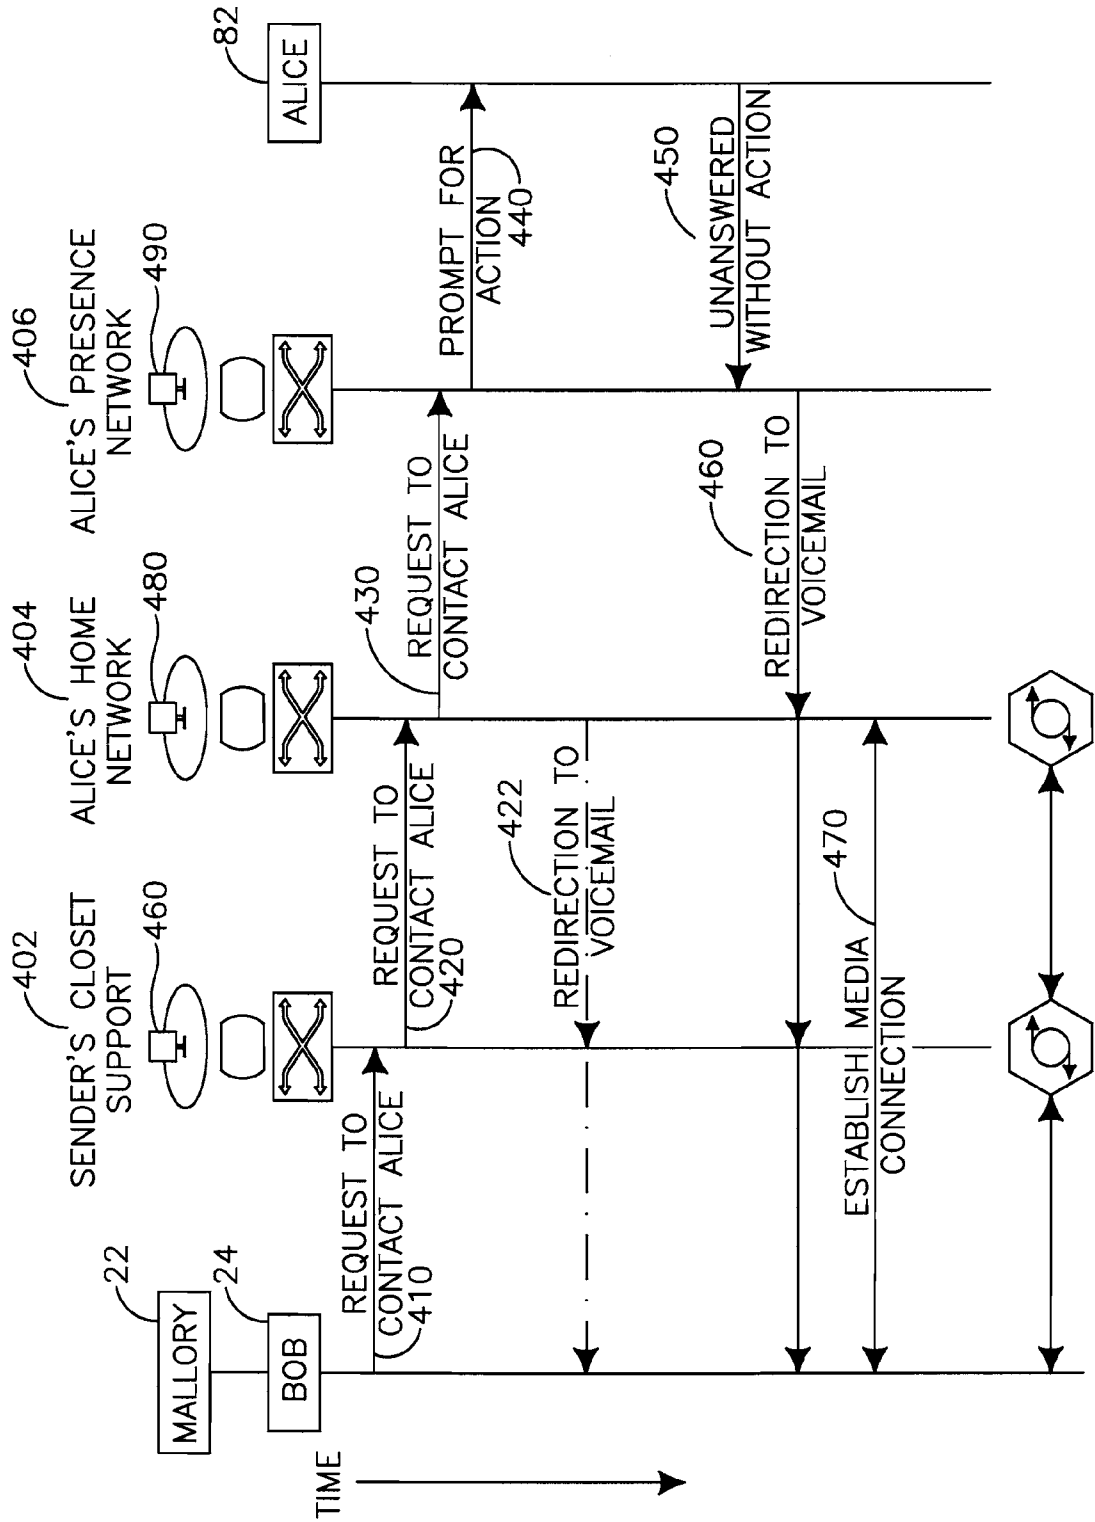 MALLORY
22
BOB
24
SENDER'S CLOSET
SUPPORT
402
460
ALICE'S HOME
NETWORK
404
480
ALICE'S PRESENCE
NETWORK
406
490
ALICE
82
TIME
REQUEST TO
CONTACT ALICE
410
REQUEST TO
CONTACT ALICE
420
REQUEST TO
CONTACT ALICE
430
PROMPT FOR
ACTION
440
REDIRECTION TO
VOICEMAIL
422
UNANSWERED
WITHOUT ACTION
450
REDIRECTION TO
VOICEMAIL
460
ESTABLISH MEDIA
CONNECTION
470